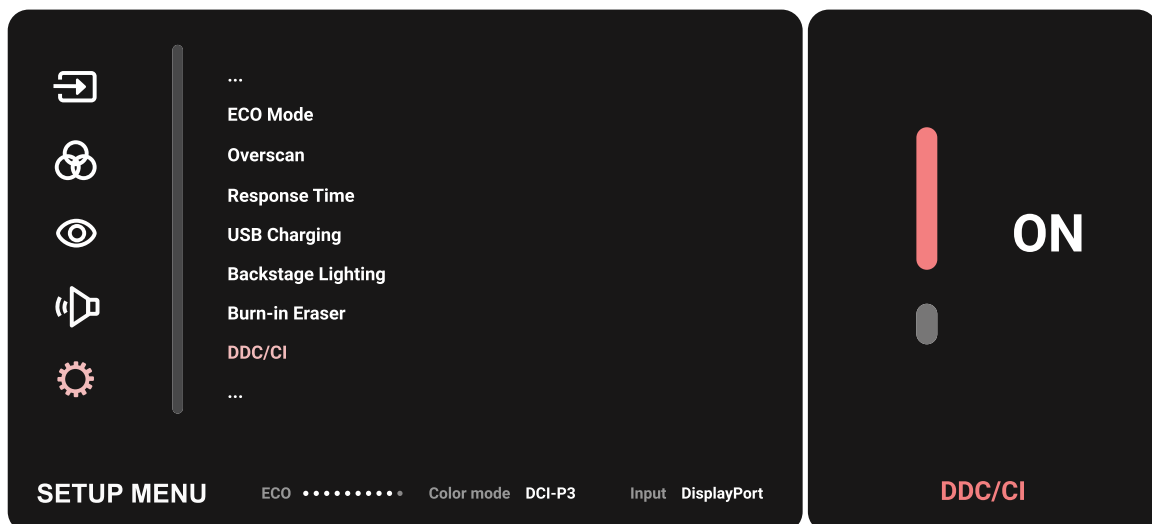 ...
ECO Mode
Overscan
Response Time
USB Charging
Backstage Lighting
Burn-in Eraser
DDC/CI
...
SETUP MENU ECO Color mode DCI-P3 Input DisplayPort
ON
DDC/CI